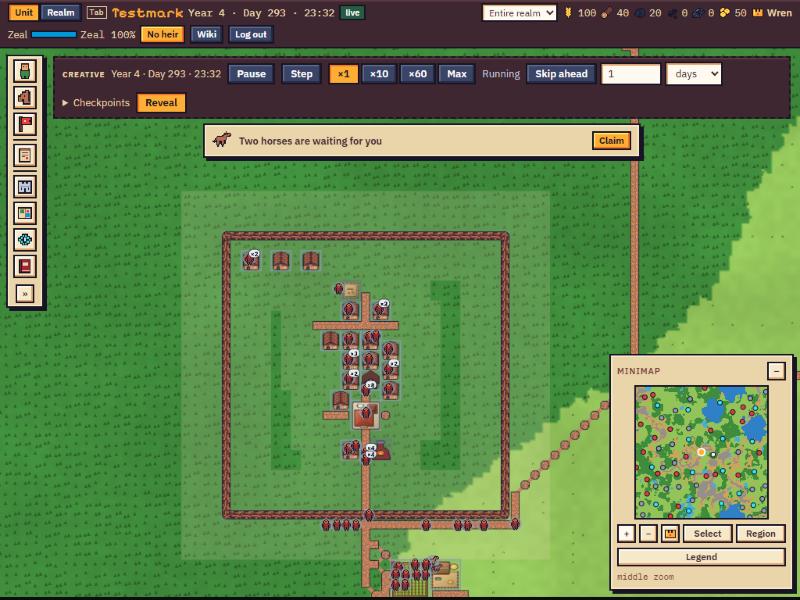 Unit Realm Tab Testmark Year 4 · Day 293 · 23:32 live Entire realm 100 40 20 0 0 50 Wren
Zeal Zeal 100% No heir Wiki Log out
CREATIVE Year 4 · Day 293 · 23:32 Pause Step ×1 ×10 ×60 Max Running Skip ahead 1 days
Checkpoints Reveal
Two horses are waiting for you Claim
»
MINIMAP −
+ − Select Region
Legend
middle zoom